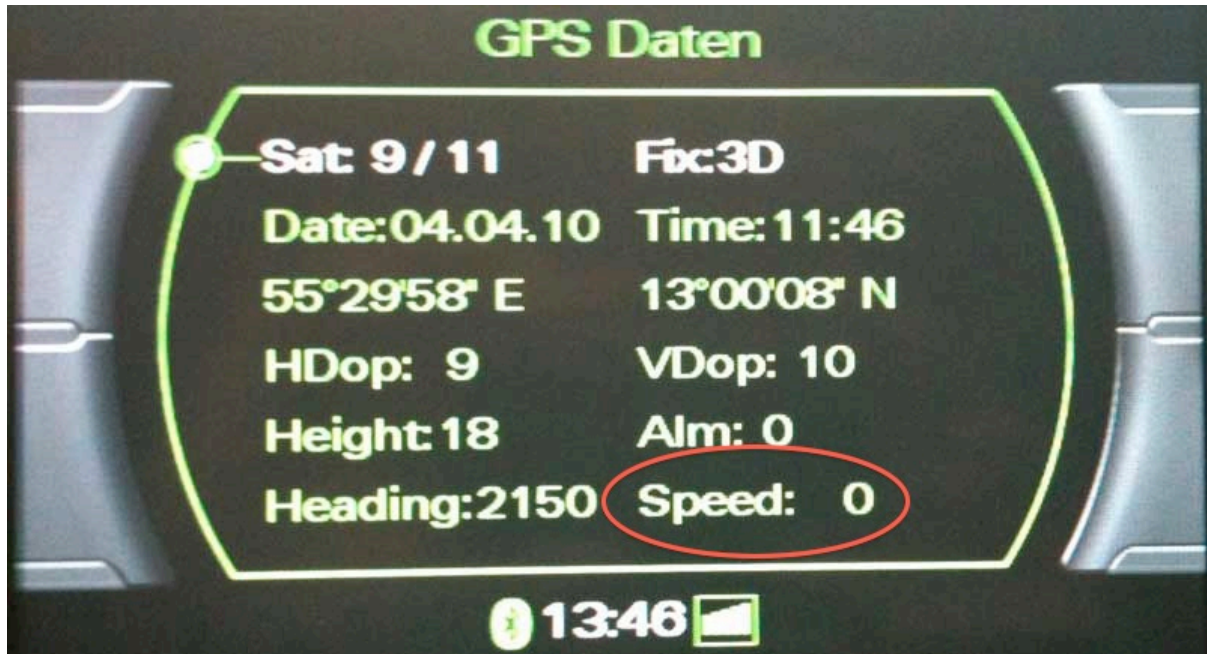 GPS Daten
Sat: 9/11 Fix:3D
Date:04.04.10 Time:11:46
55°29'58" E 13°00'08" N
HDop: 9 VDop: 10
Height:18 Alm: 0
Heading:2150 Speed: 0
13:46